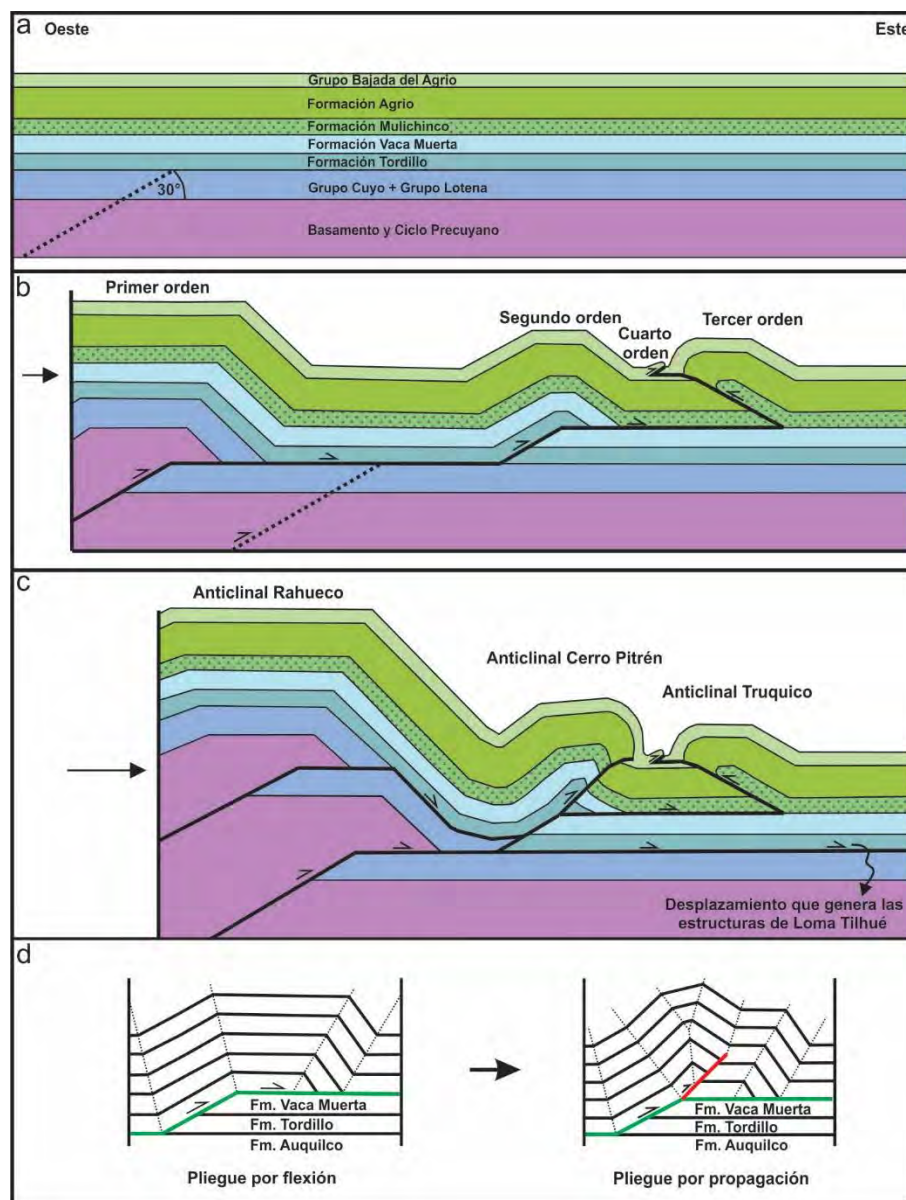 a
Oeste
Este
Grupo Bajada del Agrio
Formación Agrio
Formación Mulichinco
Formación Vaca Muerta
Formación Tordillo
30°
Grupo Cuyo + Grupo Lotena
Basamento y Ciclo Precuyano
b
Primer orden
Segundo orden
Cuarto
orden
Tercer orden
c
Anticlinal Rahueco
Anticlinal Cerro Pitrén
Anticlinal Truquico
Desplazamiento que genera las
estructuras de Loma Tilhué
d
Fm. Vaca Muerta
Fm. Tordillo
Fm. Auquilco
Pliegue por flexión
Fm. Vaca Muerta
Fm. Tordillo
Fm. Auquilco
Pliegue por propagación